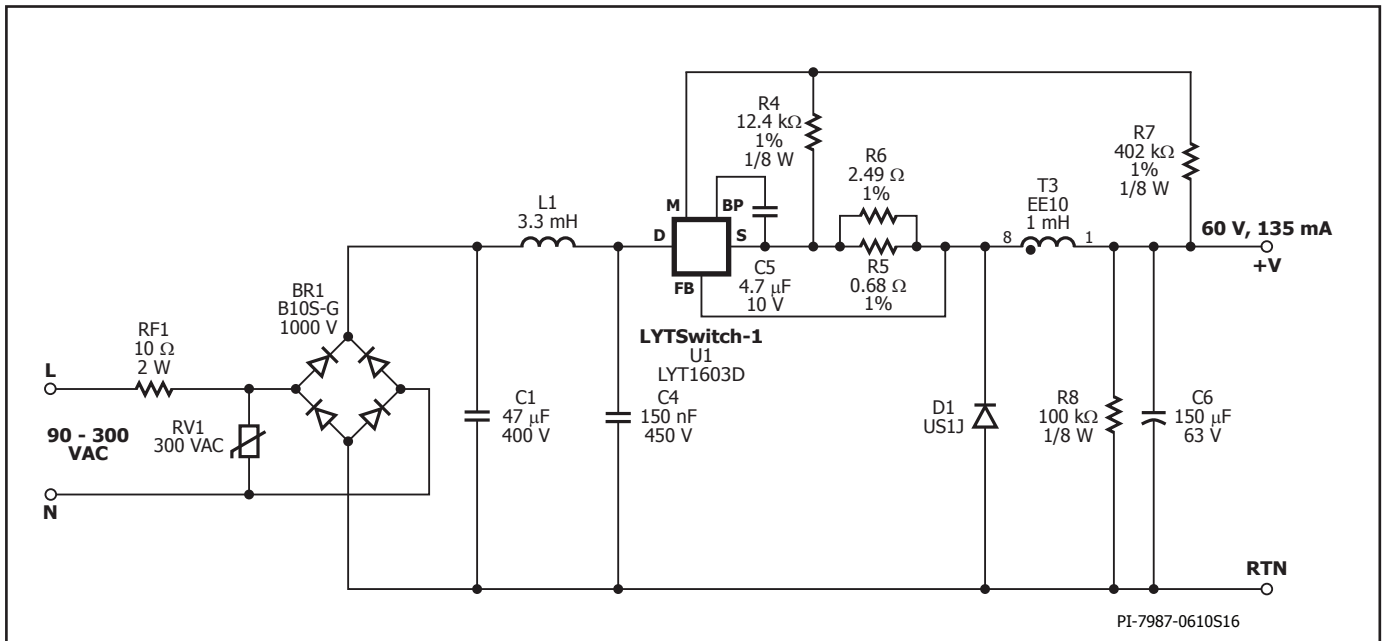 L
RF1
10 Ω
2 W
90 - 300
VAC
N
RV1
300 VAC
BR1
B10S-G
1000 V
C1
47 μF
400 V
L1
3.3 mH
C4
150 nF
450 V
M
BP
D
S
FB
LYTSwitch-1
U1
LYT1603D
C5
4.7 μF
10 V
R4
12.4 kΩ
1%
1/8 W
R6
2.49 Ω
1%
R5
0.68 Ω
1%
D1
US1J
T3
EE10
1 mH
8
1
R7
402 kΩ
1%
1/8 W
R8
100 kΩ
1/8 W
C6
150 μF
63 V
60 V, 135 mA
+V
RTN
PI-7987-0610S16